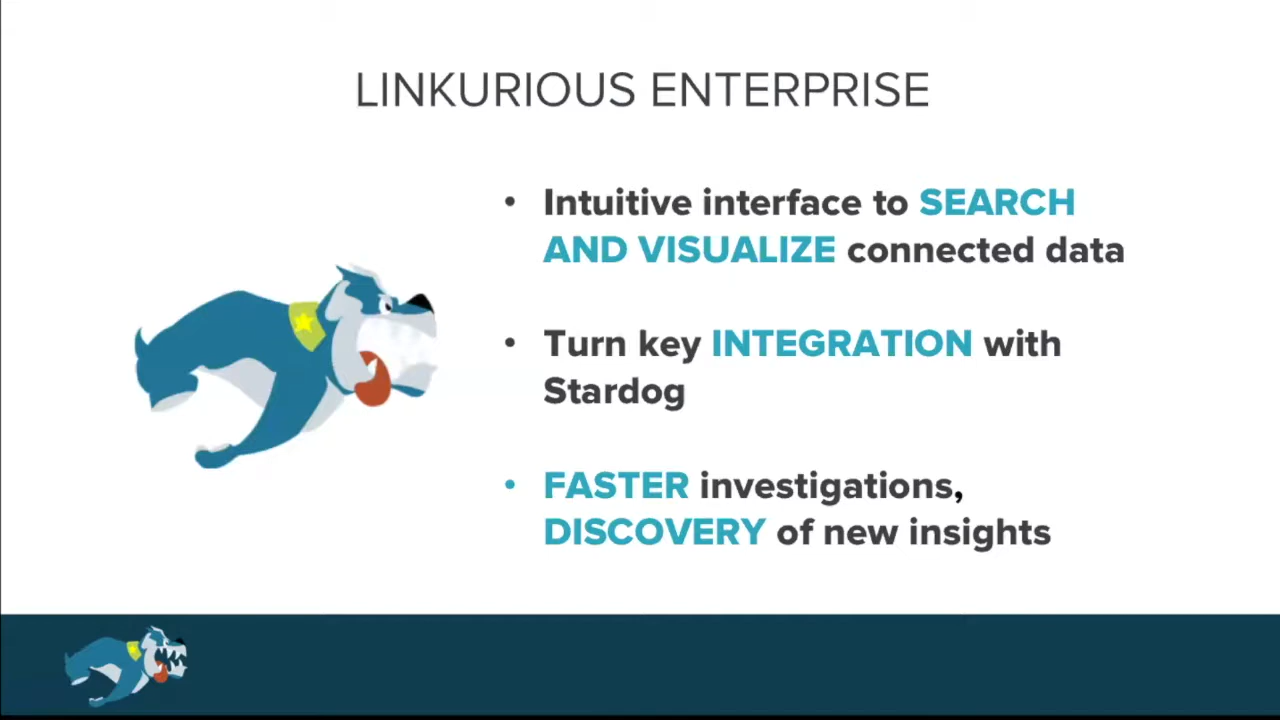 LINKURIOUS ENTERPRISE
• Intuitive interface to SEARCH
AND VISUALIZE connected data
• Turn key INTEGRATION with
Stardog
• FASTER investigations,
DISCOVERY of new insights